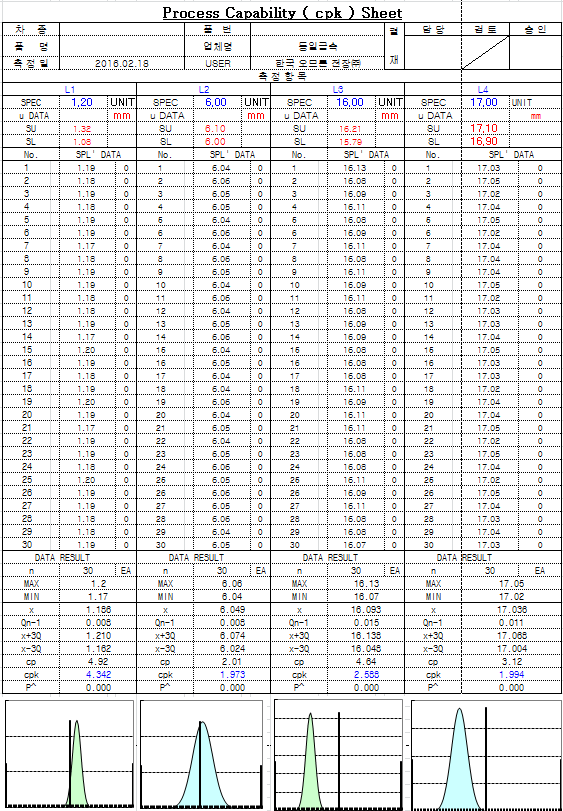 Process Capability ( cpk ) Sheet
차 종 품 번 결 재 담 당 검 토 승 인
품 명 업체명 동일금속
측정일 2016.02.18 USER 한국 오므론 전장㈜
측 정 항 목
L1 L2 L3 L4
SPEC 1,20 UNIT SPEC 6,00 UNIT SPEC 16,00 UNIT SPEC 17,00 UNIT
u DATA mm u DATA mm u DATA mm u DATA mm
SU 1.32 SU 6.10 SU 16.21 SU 17,10
SL 1.08 SL 6.00 SL 15.79 SL 16,90
No. SPL' DATA No. SPL' DATA No. SPL' DATA No. SPL' DATA
1 1.19 0 1 6.04 0 1 16.13 0 1 17.03 0
2 1.18 0 2 6.06 0 2 16.08 0 2 17.05 0
3 1.19 0 3 6.05 0 3 16.09 0 3 17.02 0
4 1.18 0 4 6.05 0 4 16.11 0 4 17.04 0
5 1.19 0 5 6.05 0 5 16.08 0 5 17.05 0
6 1.19 0 6 6.06 0 6 16.09 0 6 17.02 0
7 1.17 0 7 6.04 0 7 16.11 0 7 17.04 0
8 1.18 0 8 6.06 0 8 16.11 0 8 17.04 0
9 1.19 0 9 6.05 0 9 16.11 0 9 17.04 0
10 1.19 0 10 6.04 0 10 16.09 0 10 17.05 0
11 1.18 0 11 6.06 0 11 16.11 0 11 17.02 0
12 1.18 0 12 6.04 0 12 16.08 0 12 17.03 0
13 1.19 0 13 6.05 0 13 16.08 0 13 17.03 0
14 1.17 0 14 6.06 0 14 16.09 0 14 17.04 0
15 1.20 0 15 6.04 0 15 16.08 0 15 17.05 0
16 1.19 0 16 6.05 0 16 16.08 0 16 17.03 0
17 1.18 0 17 6.04 0 17 16.08 0 17 17.03 0
18 1.19 0 18 6.05 0 18 16.11 0 18 17.02 0
19 1.20 0 19 6.06 0 19 16.09 0 19 17.04 0
20 1.19 0 20 6.04 0 20 16.11 0 20 17.04 0
21 1.17 0 21 6.05 0 21 16.11 0 21 17.05 0
22 1.19 0 22 6.04 0 22 16.08 0 22 17.02 0
23 1.19 0 23 6.05 0 23 16.08 0 23 17.05 0
24 1.18 0 24 6.04 0 24 16.08 0 24 17.04 0
25 1.20 0 25 6.05 0 25 16.11 0 25 17.02 0
26 1.19 0 26 6.04 0 26 16.09 0 26 17.05 0
27 1.19 0 27 6.05 0 27 16.11 0 27 17.05 0
28 1.18 0 28 6.06 0 28 16.08 0 28 17.03 0
29 1.18 0 29 6.04 0 29 16.08 0 29 17.04 0
30 1.19 0 30 6.05 0 30 16.07 0 30 17.03 0
DATA RESULT DATA RESULT DATA RESULT DATA RESULT
n 30 EA n 30 EA n 30 EA n 30 EA
MAX 1.2 MAX 6.06 MAX 16.13 MAX 17.05
MIN 1.17 MIN 6.04 MIN 16.07 MIN 17.02
x 1.186 x 6.049 x 16.093 x 17.036
Qn-1 0.008 Qn-1 0.008 Qn-1 0.015 Qn-1 0.011
x+3Q 1.210 x+3Q 6.074 x+3Q 16.138 x+3Q 17.068
x-3Q 1.162 x-3Q 6.024 x-3Q 16.048 x-3Q 17.004
cp 4.92 cp 2.01 cp 4.64 cp 3.12
cpk 4.342 cpk 1.973 cpk 2.588 cpk 1.994
P^ 0.000 P^ 0.000 P^ 0.000 P^ 0.000